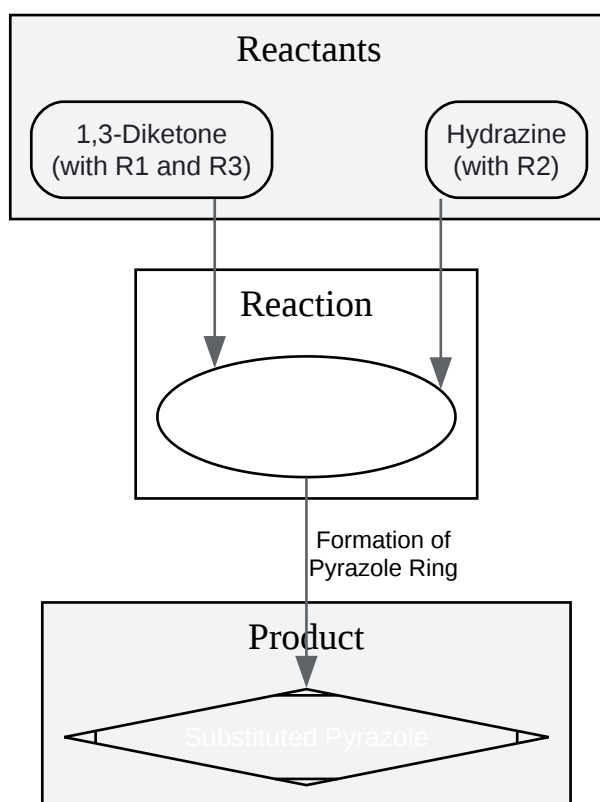 Reactants
1,3-Diketone
(with R1 and R3)
Hydrazine
(with R2)
Reaction
Formation of
Pyrazole Ring
Product
Substituted Pyrazole